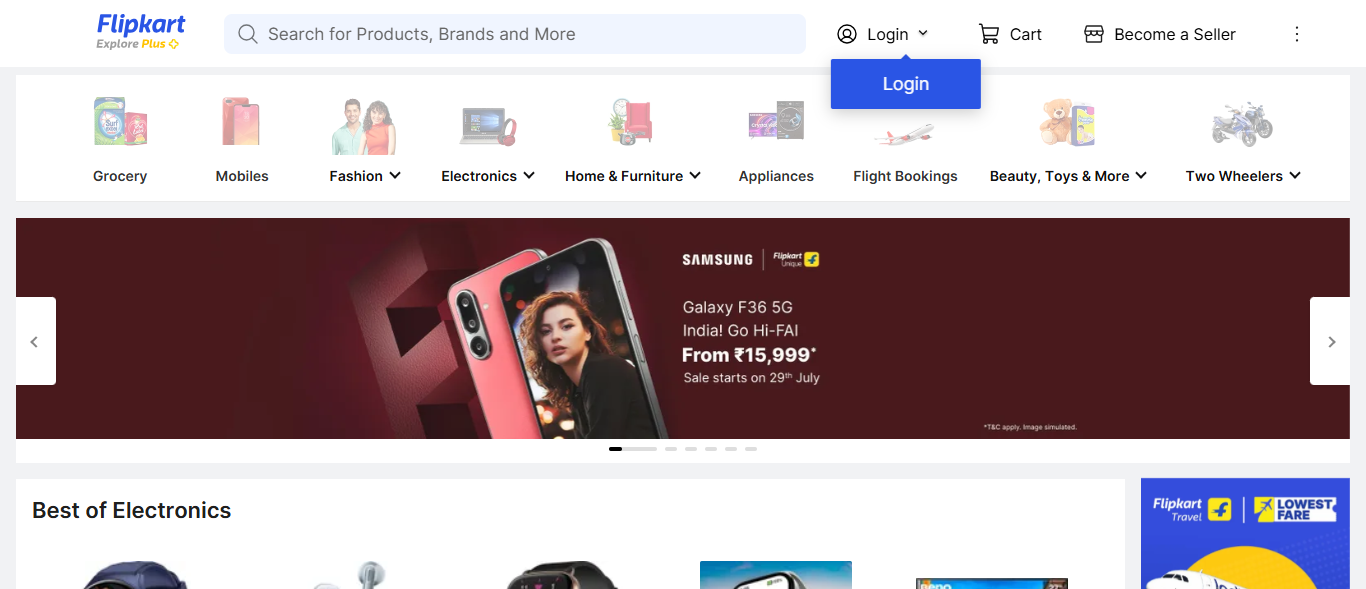 Flipkart
Explore Plus
Search for Products, Brands and More
Login
Cart
Become a Seller
Login
Grocery
Mobiles
Fashion
Electronics
Home & Furniture
Appliances
Flight Bookings
Beauty, Toys & More
Two Wheelers
SAMSUNG
Flipkart
Unique
Galaxy F36 5G
India! Go Hi-FAI
From ₹15,999*
Sale starts on 29th July
*T&C apply. Image simulated.
Best of Electronics
Flipkart
Travel
LOWEST
FARE